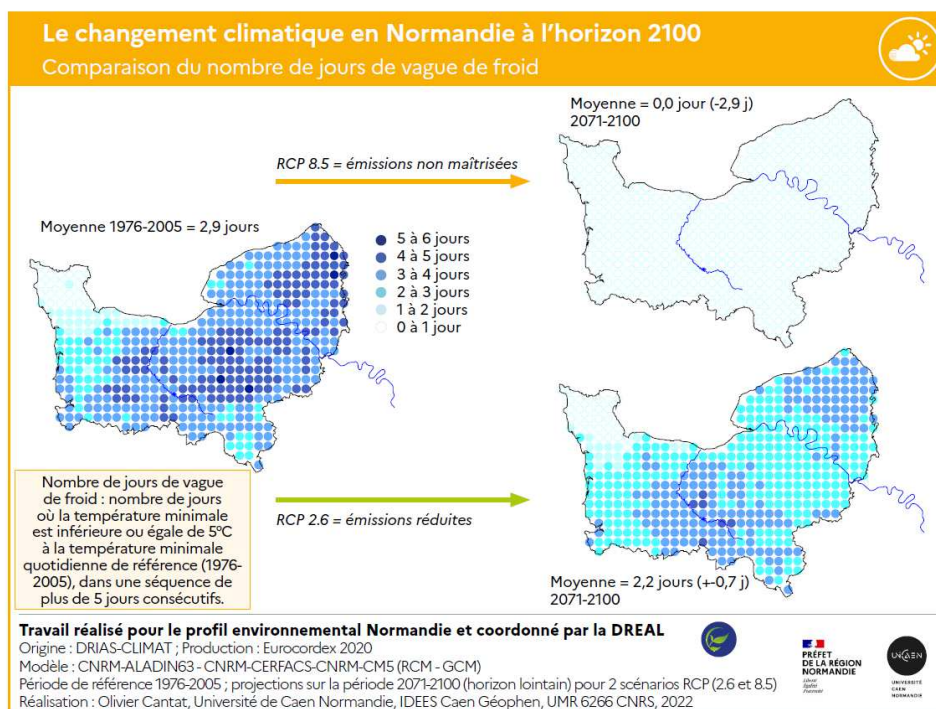 Le changement climatique en Normandie à l'horizon 2100
Comparaison du nombre de jours de vague de froid
Moyenne = 0,0 jour (-2,9 j)
2071-2100
RCP 8.5 = émissions non maîtrisées
Moyenne 1976-2005 = 2,9 jours
5 à 6 jours
4 à 5 jours
3 à 4 jours
2 à 3 jours
1 à 2 jours
0 à 1 jour
Nombre de jours de vague
de froid : nombre de jours
où la température minimale
est inférieure ou égale de 5°C
à la température minimale
quotidienne de référence (1976-
2005), dans une séquence de
plus de 5 jours consécutifs.
RCP 2.6 = émissions réduites
Moyenne = 2,2 jours (+-0,7 j)
2071-2100
Travail réalisé pour le profil environnemental Normandie et coordonné par la DREAL
Origine : DRIAS-CLIMAT ; Production : Eurocordex 2020
Modèle : CNRM-ALADIN63 - CNRM-CERFACS-CNRM-CM5 (RCM - GCM)
Période de référence 1976-2005 ; projections sur la période 2071-2100 (horizon lointain) pour 2 scénarios RCP (2.6 et 8.5)
Réalisation : Olivier Cantat, Université de Caen Normandie, IDEES Caen Géophen, UMR 6266 CNRS, 2022
PRÉFET
DE LA RÉGION
NORMANDIE
Liberté
Égalité
Fraternité
UNICAEN
UNIVERSITÉ
CAEN
NORMANDIE